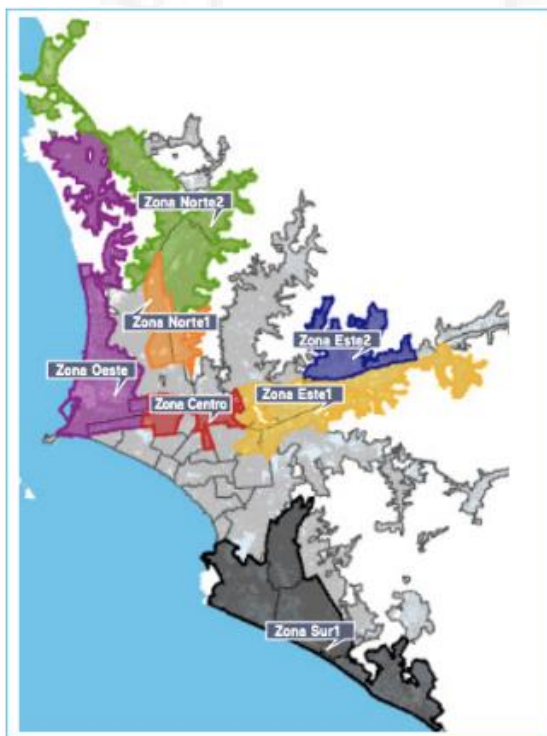 Zona Norte2
Zona Norte1
Zona Este2
Zona Oeste
Zona Centro
Zona Este1
Zona Sur1